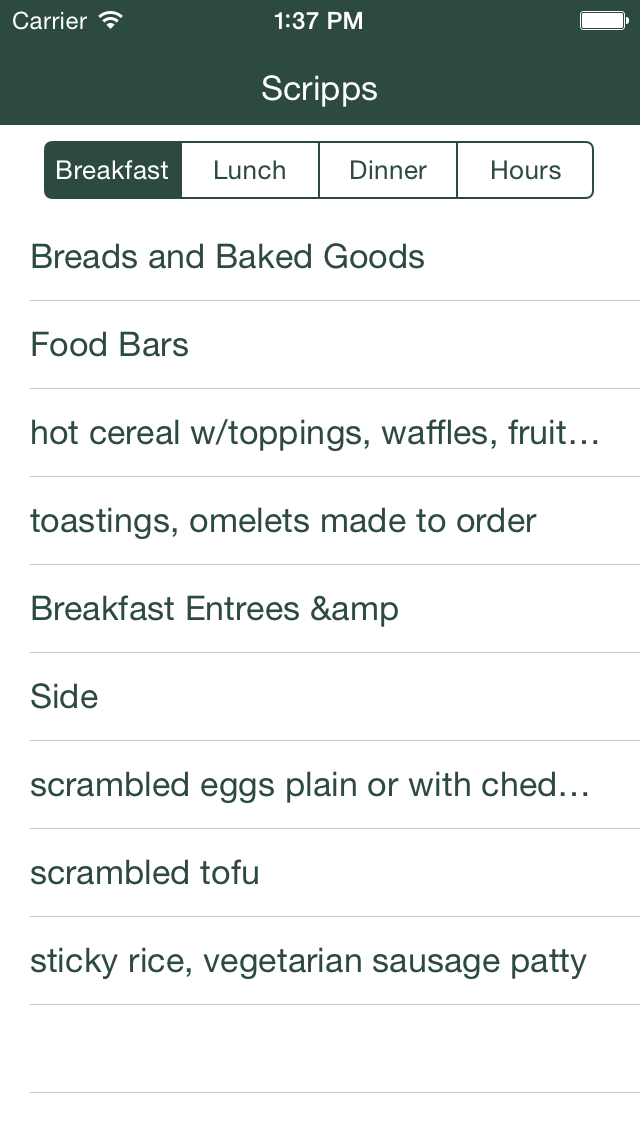 Carrier 1:37 PM
Scripps
Breakfast Lunch Dinner Hours
Breads and Baked Goods
Food Bars
hot cereal w/toppings, waffles, fruit...
toastings, omelets made to order
Breakfast Entrees &amp
Side
scrambled eggs plain or with ched...
scrambled tofu
sticky rice, vegetarian sausage patty